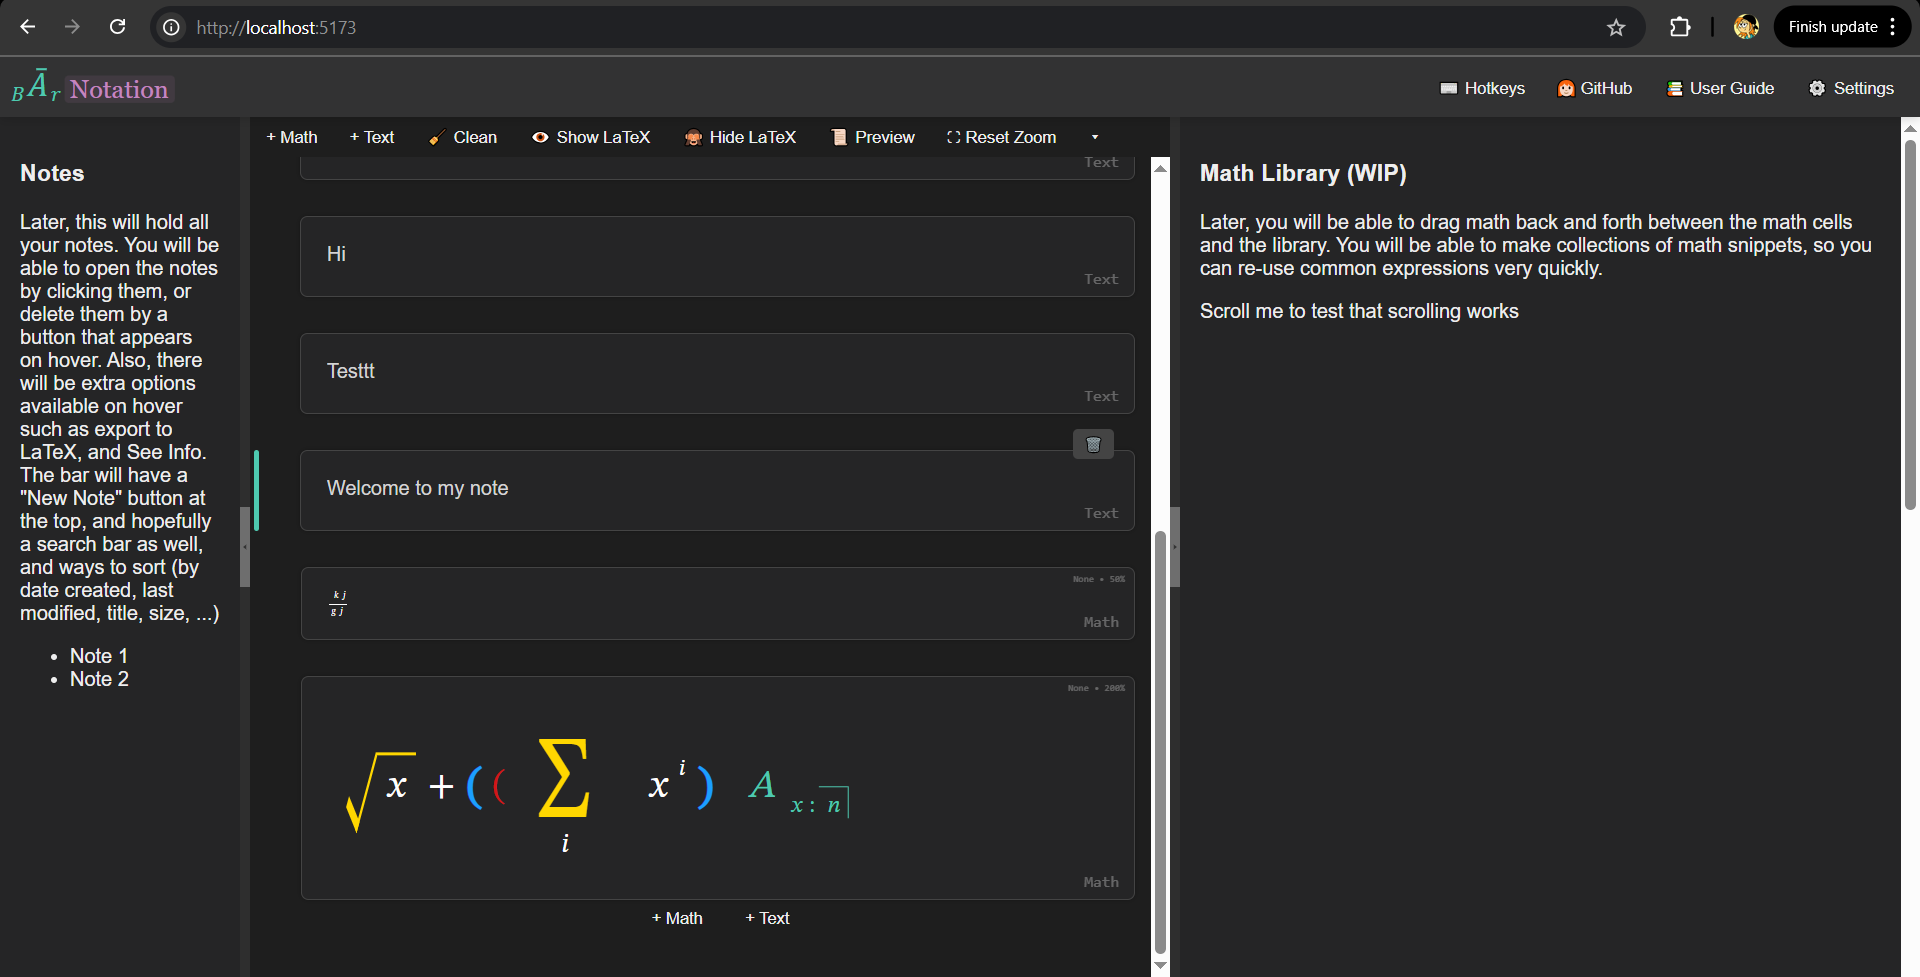 http://localhost:5173
Finish update
BĀr Notation
Hotkeys
GitHub
User Guide
Settings
Notes
Later, this will hold all
your notes. You will be
able to open the notes
by clicking them, or
delete them by a
button that appears
on hover. Also, there
will be extra options
available on hover
such as export to
LaTeX, and See Info.
The bar will have a
"New Note" button at
the top, and hopefully
a search bar as well,
and ways to sort (by
date created, last
modified, title, size, ...)
• Note 1
• Note 2
+ Math
+ Text
Clean
Show LaTeX
Hide LaTeX
Preview
Reset Zoom
Text
Hi
Text
Testtt
Text
Welcome to my note
Text
None • 50%
k j
g j
Math
None • 200%
√x + ( ( ∑ x i ) A x : n
i
Math
+ Math
+ Text
Math Library (WIP)
Later, you will be able to drag math back and forth between the math cells
and the library. You will be able to make collections of math snippets, so you
can re-use common expressions very quickly.
Scroll me to test that scrolling works